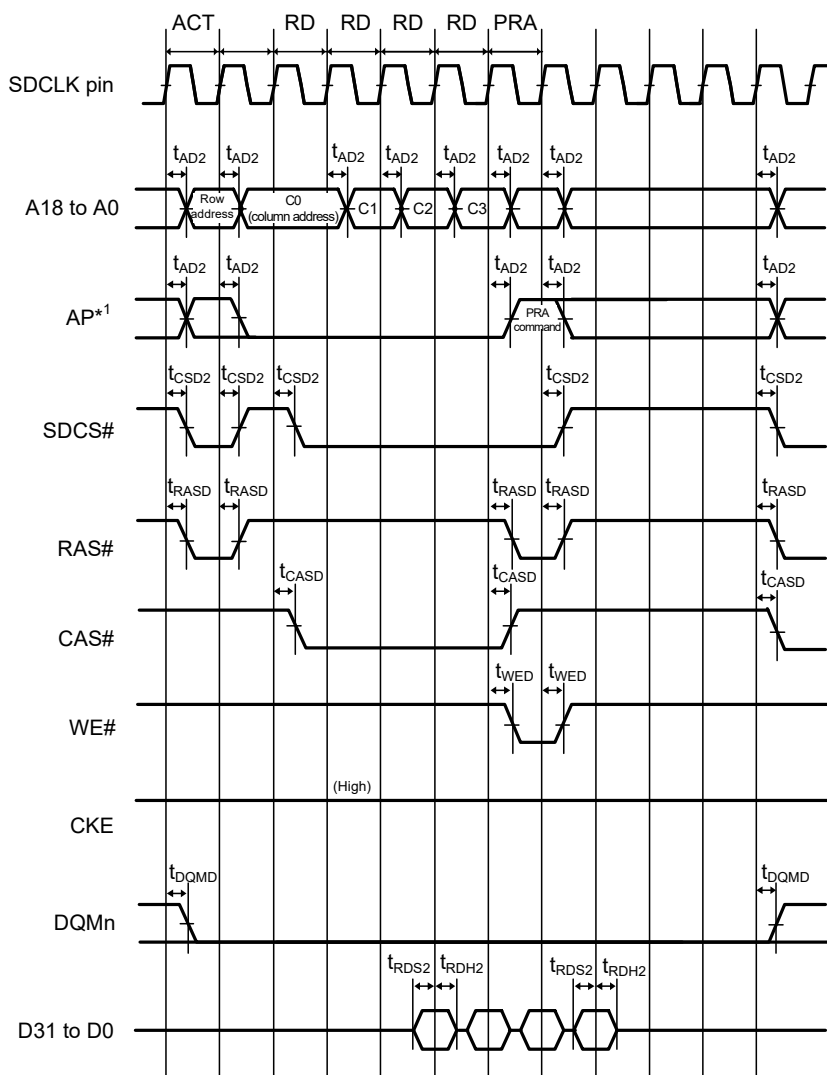 ACT RD RD RD RD PRA
SDCLK pin
tAD2 tAD2 tAD2 tAD2 tAD2 tAD2 tAD2 tAD2
A18 to A0
Row address
C0 (column address)
C1 C2 C3
tAD2 tAD2 tAD2 tAD2 tAD2
AP*1
PRA command
tCSD2 tCSD2 tCSD2 tCSD2 tCSD2
SDCS#
tRASD tRASD tRASD tRASD tRASD
RAS#
tCASD tCASD tCASD
CAS#
tWED tWED
WE#
(High)
CKE
tDQMD tDQMD
DQMn
tRDS2 tRDH2 tRDS2 tRDH2
D31 to D0